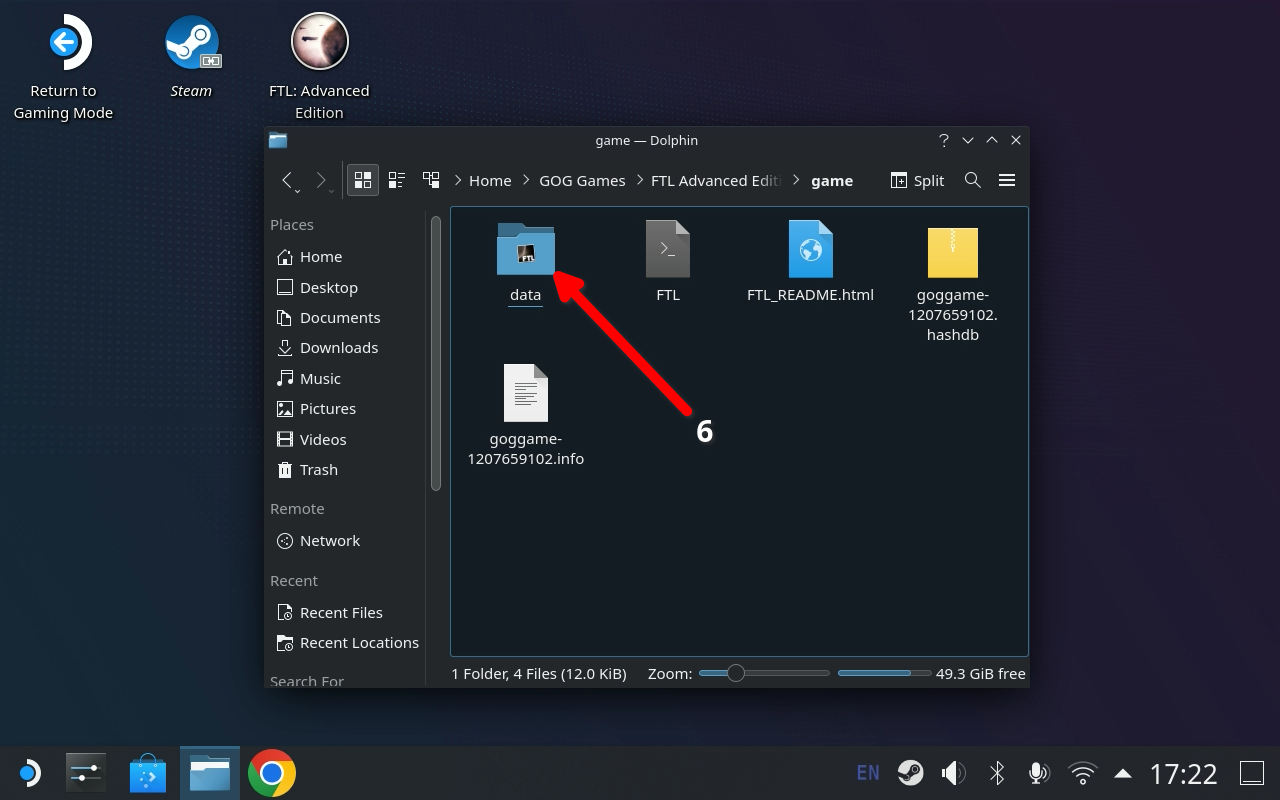 Return to
Gaming Mode
Steam
FTL: Advanced
Edition
game — Dolphin
Home
GOG Games
FTL Advanced Edit
game
Split
Places
Home
Desktop
Documents
Downloads
Music
Pictures
Videos
Trash
Remote
Network
Recent
Recent Files
Recent Locations
Search For
FTL
data
FTL
FTL_README.html
goggame-
1207659102.
hashdb
goggame-
1207659102.info
6
1 Folder, 4 Files (12.0 KiB)
Zoom:
49.3 GiB free
EN
17:22